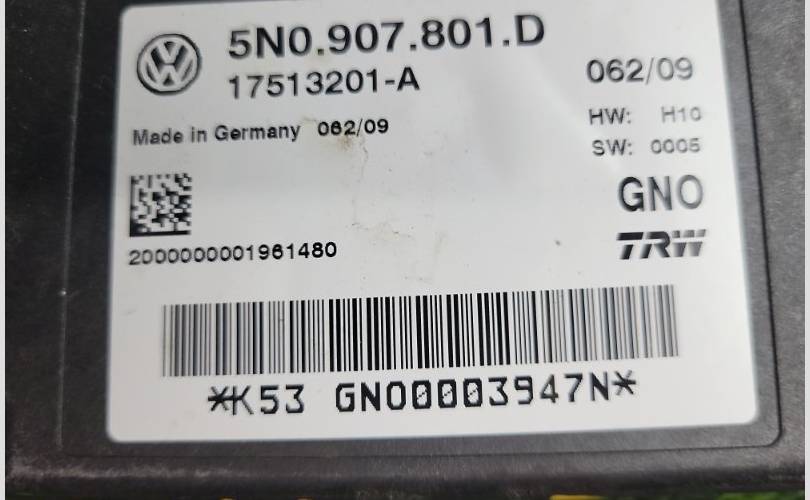 5N0.907.801.D
17513201-A
062/09
Made in Germany 062/09
HW: H10
SW: 0005
GNO
2000000001961480
TRW
*K53 GNO00003947N*